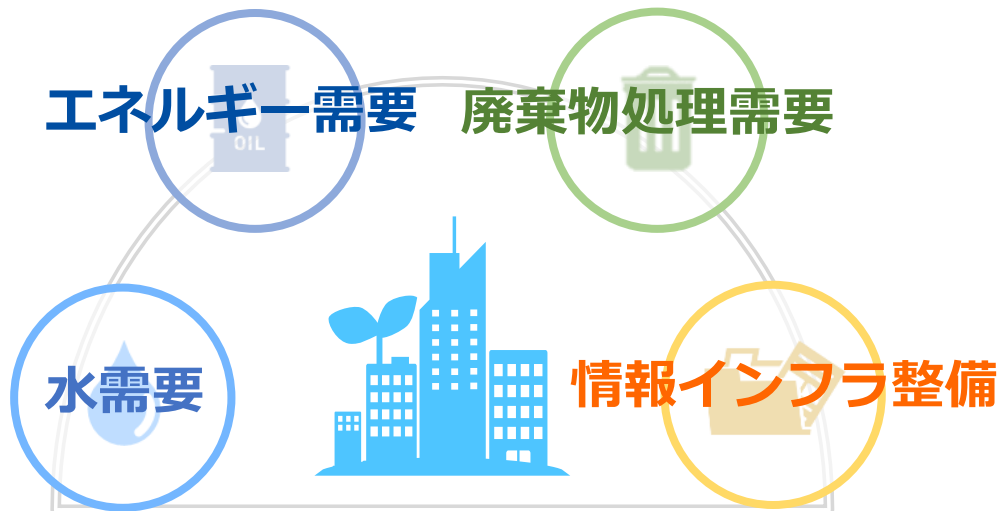 エネルギー需要
廃棄物処理需要
OIL
水需要
情報インフラ整備